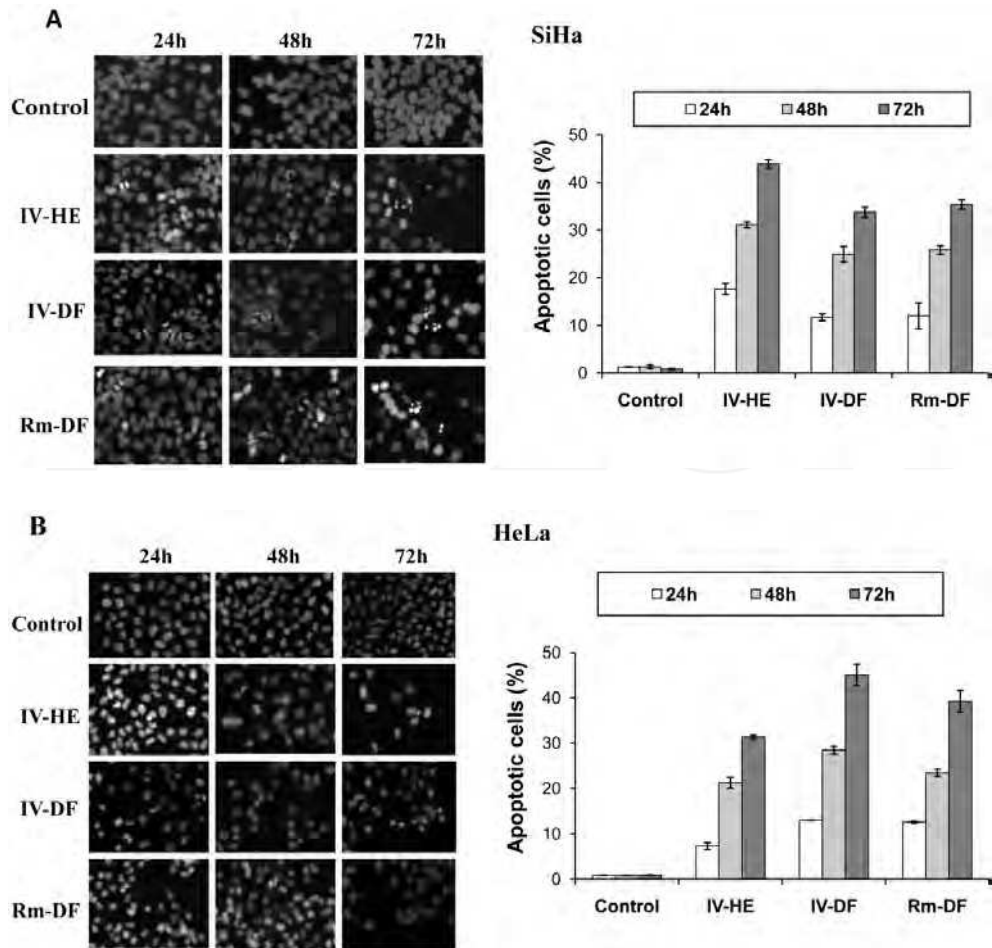 A
24h 48h 72h
Control
IV-HE
IV-DF
Rm-DF
SiHa
24h 48h 72h
Apoptotic cells (%)
50
40
30
20
10
0
Control IV-HE IV-DF Rm-DF
B
24h 48h 72h
Control
IV-HE
IV-DF
Rm-DF
HeLa
24h 48h 72h
Apoptotic cells (%)
50
40
30
20
10
0
Control IV-HE IV-DF Rm-DF